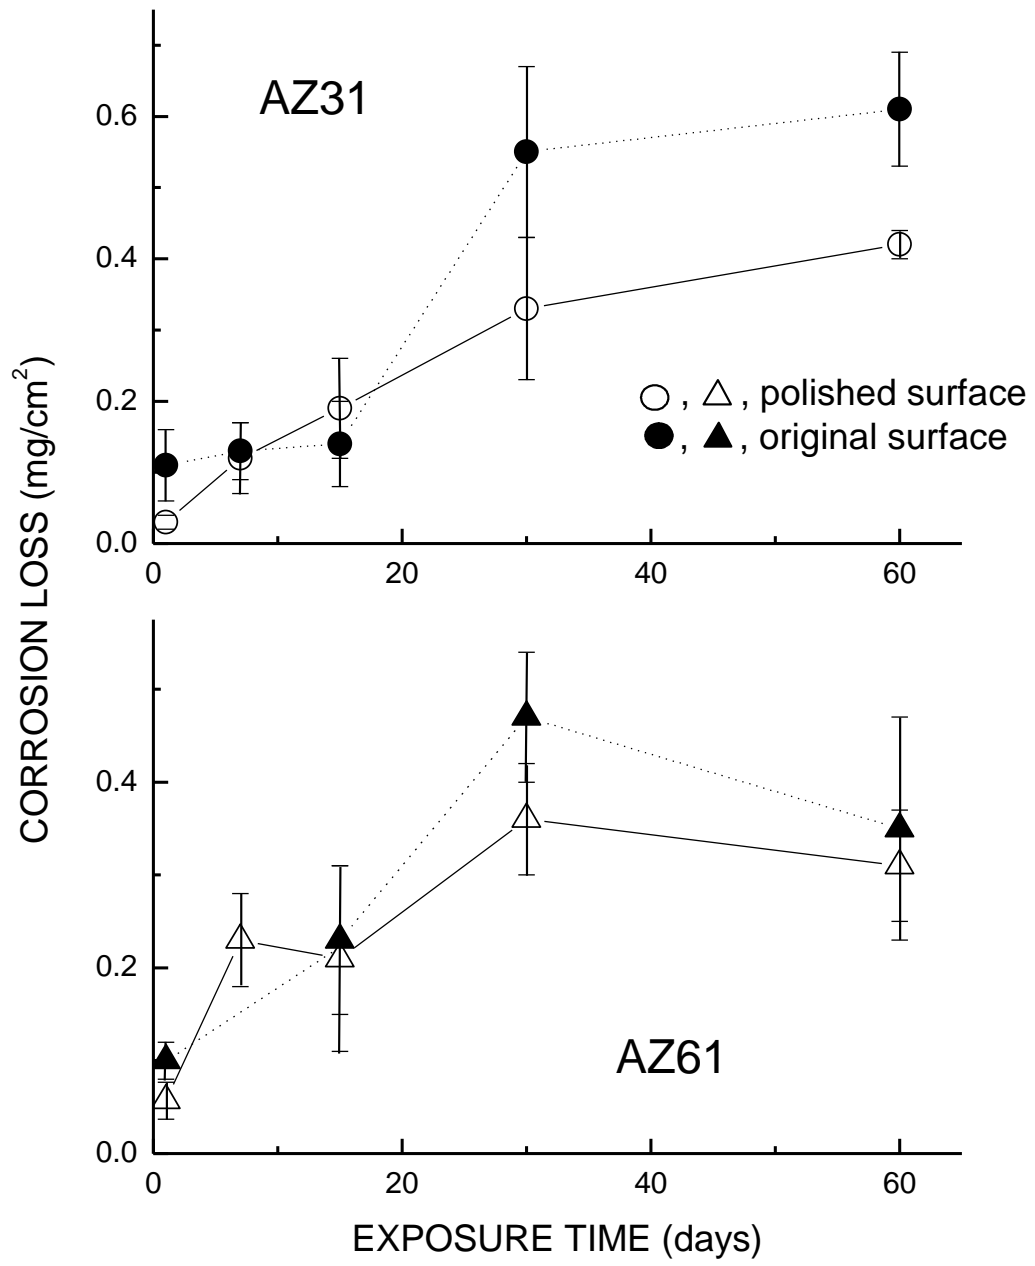 AZ31
0.6
0.4
0.2
0.0
, , polished surface
, , original surface
0 20 40 60
CORROSION LOSS (mg/cm²)
0.4
0.2
0.0
AZ61
0 20 40 60
EXPOSURE TIME (days)